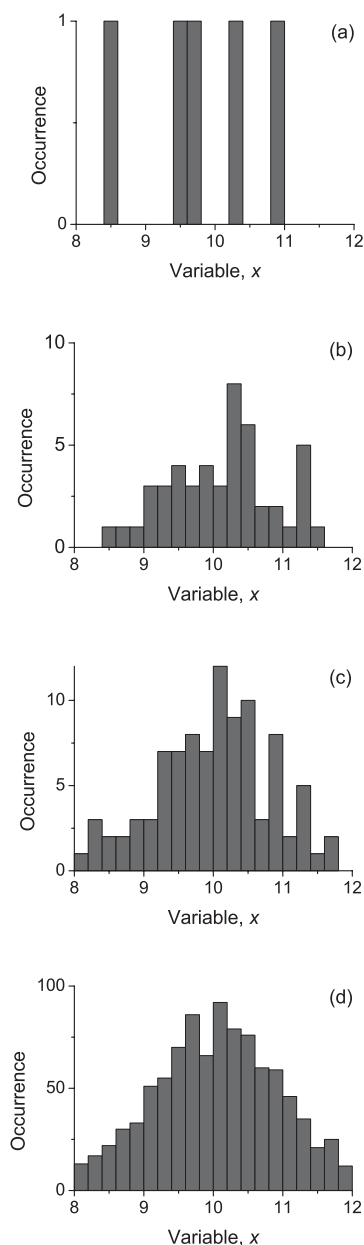 (a)
1
0
Occurrence
8 9 10 11 12
Variable, x
(b)
10
5
0
Occurrence
8 9 10 11 12
Variable, x
(c)
10
5
0
Occurrence
8 9 10 11 12
Variable, x
(d)
100
50
0
Occurrence
8 9 10 11 12
Variable, x